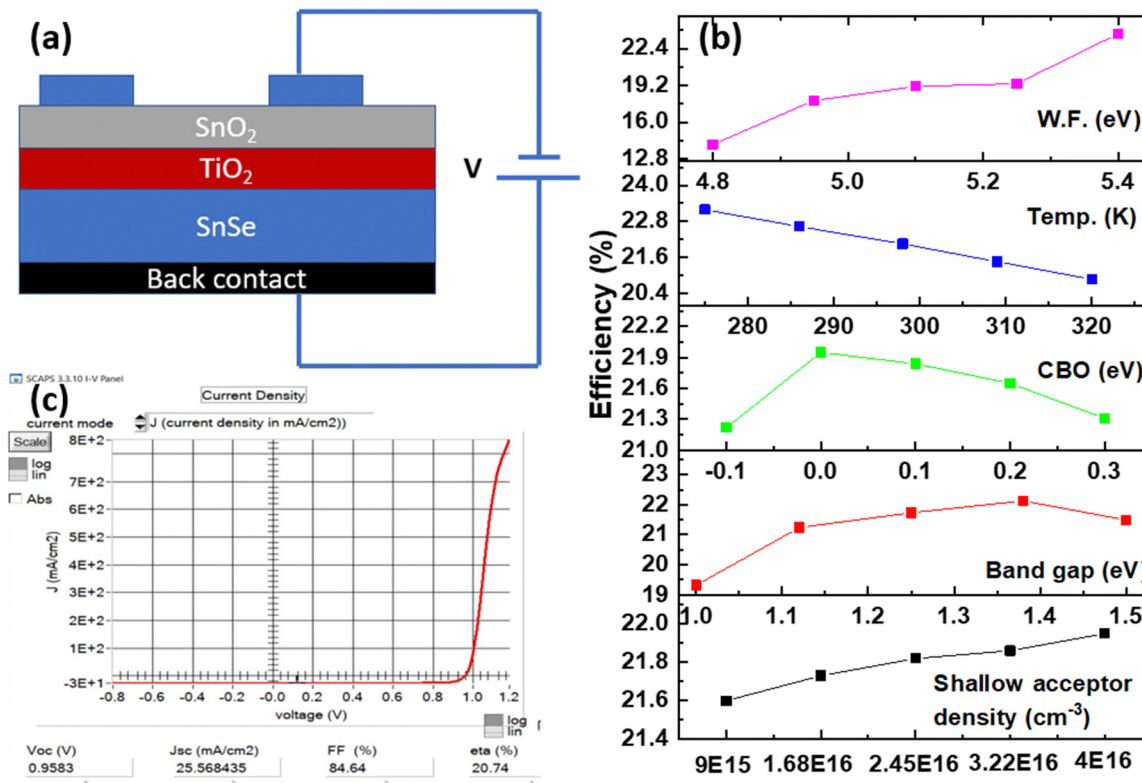 (a)
SnO₂
TiO₂
SnSe
Back contact
V
(b)
Efficiency (%)
22.4
19.2
16.0
12.8
W.F. (eV)
4.8 5.0 5.2 5.4
24.0
22.8
21.6
20.4
Temp. (K)
280 290 300 310 320
22.2
21.9
21.6
21.3
21.0
CBO (eV)
-0.1 0.0 0.1 0.2 0.3
23
22
21
20
19
Band gap (eV)
1.0 1.1 1.2 1.3 1.4 1.5
22.0
21.8
21.6
21.4
Shallow acceptor
density (cm⁻³)
9E15 1.68E16 2.45E16 3.22E16 4E16
SCAPS 3.3.10 I-V Panel
(c)
Current Density
current mode
J (current density in mA/cm2))
Scale
log
lin
Abs
J (mA/cm2)
8E+2
7E+2
6E+2
5E+2
4E+2
3E+2
2E+2
1E+2
-3E+1
-0.8 -0.6 -0.4 -0.2 -0.0 0.2 0.4 0.6 0.8 1.0 1.2
voltage (V)
log
lin
Voc (V) Jsc (mA/cm2) FF (%) eta (%)
0.9583 25.568435 84.64 20.74